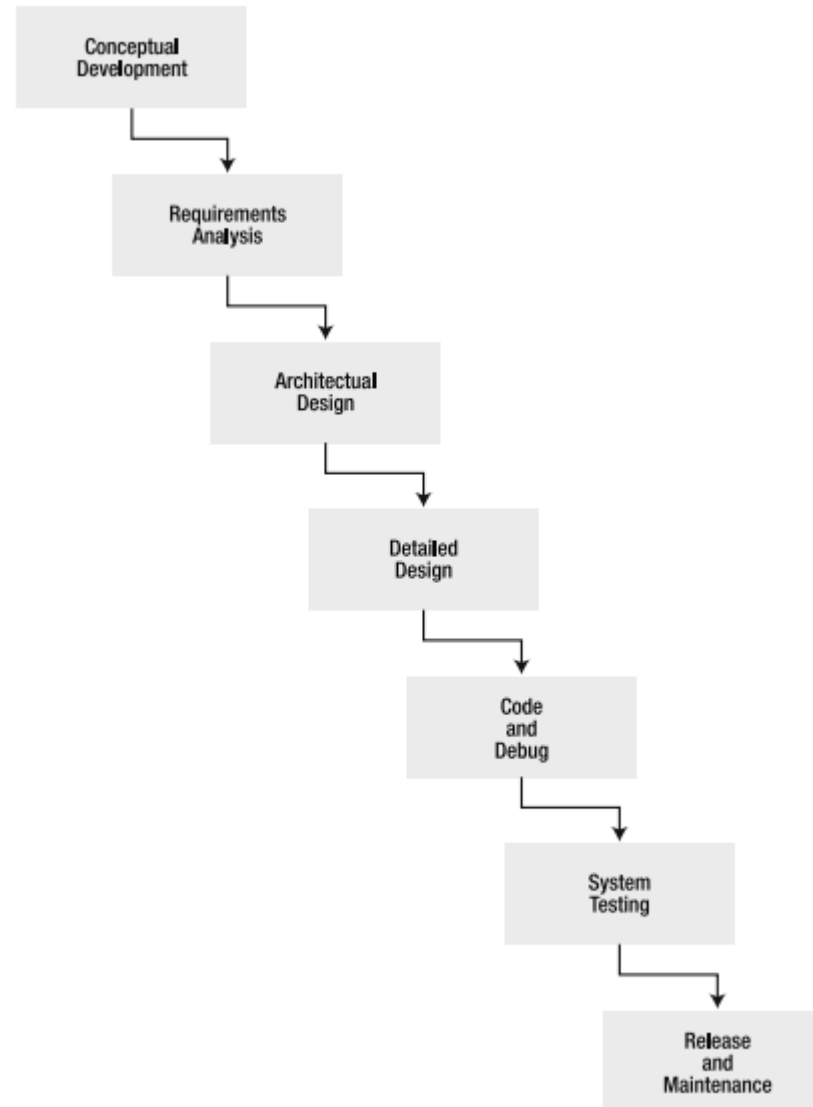 Conceptual
Development
Requirements
Analysis
Architectual
Design
Detailed
Design
Code
and
Debug
System
Testing
Release
and
Maintenance